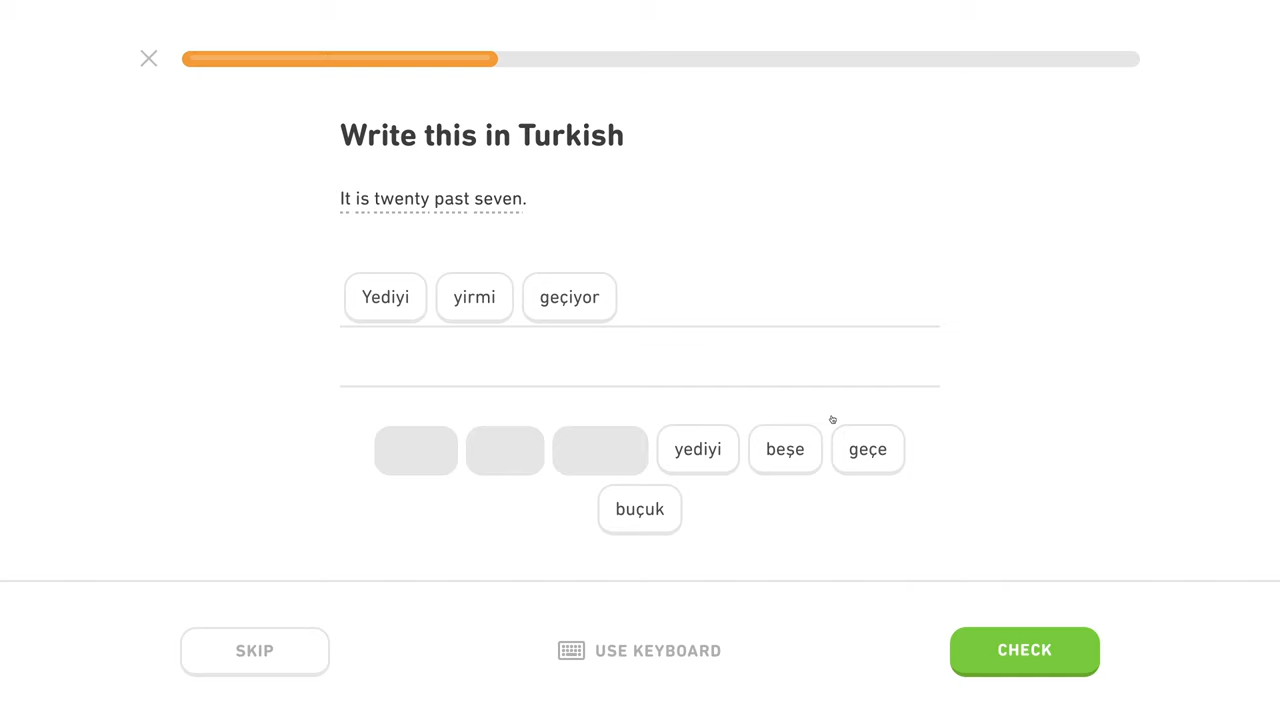 Write this in Turkish
It is twenty past seven.
Yediyi yirmi geçiyor
yediyi beşe geçe
buçuk
SKIP USE KEYBOARD CHECK